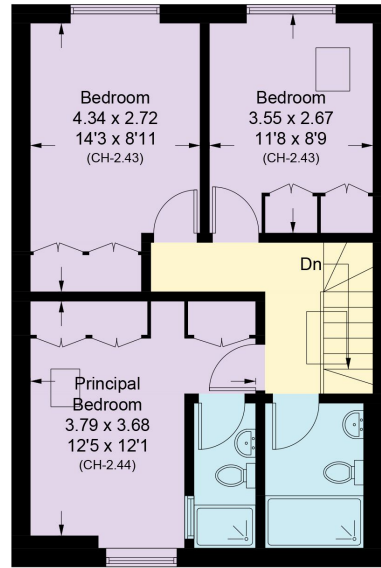 Bedroom
4.34 x 2.72
14'3 x 8'11
(CH-2.43)
Bedroom
3.55 x 2.67
11'8 x 8'9
(CH-2.43)
Dn
Principal
Bedroom
3.79 x 3.68
12'5 x 12'1
(CH-2.44)